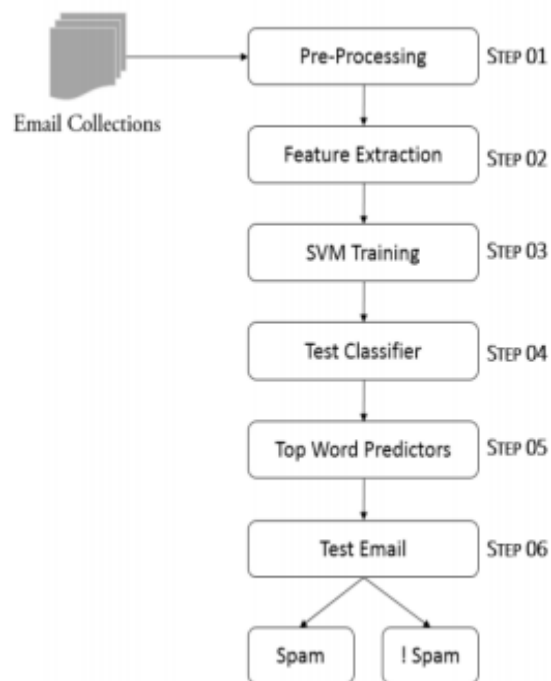 Pre-Processing
STEP 01
Email Collections
Feature Extraction
STEP 02
SVM Training
STEP 03
Test Classifier
STEP 04
Top Word Predictors
STEP 05
Test Email
STEP 06
Spam
! Spam